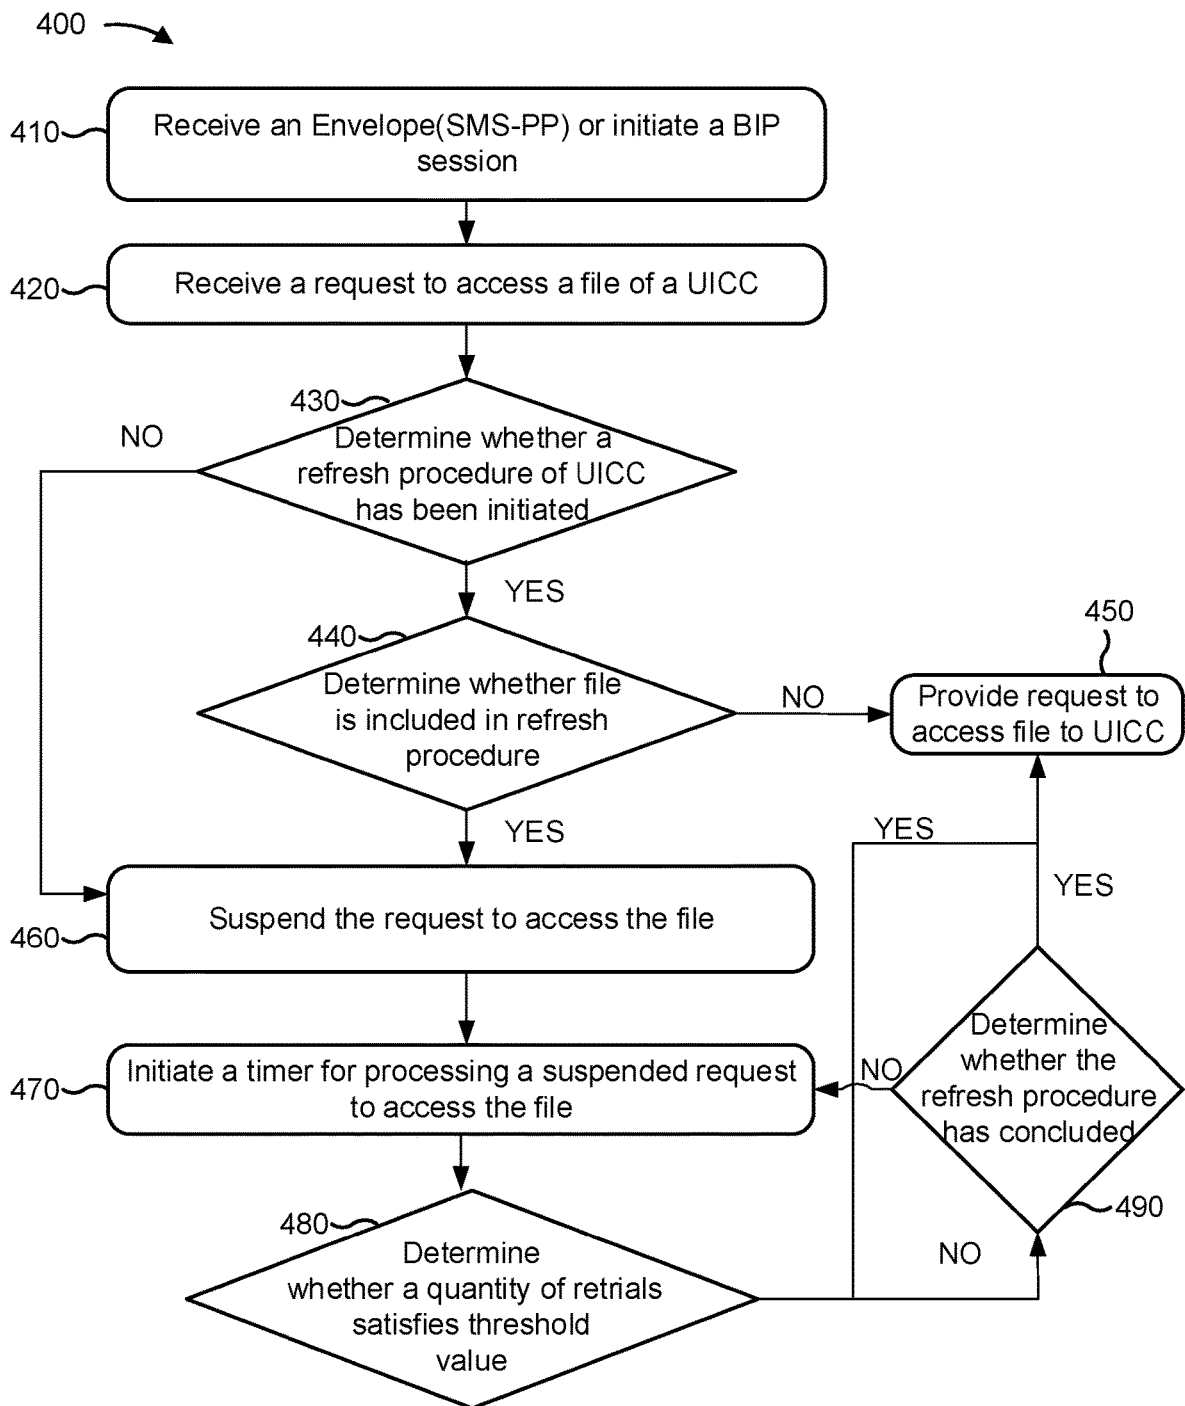 400
410
Receive an Envelope(SMS-PP) or initiate a BIP
session
420
Receive a request to access a file of a UICC
430
NO
Determine whether a
refresh procedure of UICC
has been initiated
YES
440
Determine whether file
is included in refresh
procedure
NO
450
Provide request to
access file to UICC
YES
YES
YES
460
Suspend the request to access the file
470
Initiate a timer for processing a suspended request
to access the file
NO
Determine
whether the
refresh procedure
has concluded
490
480
Determine
whether a quantity of retrials
satisfies threshold
value
NO